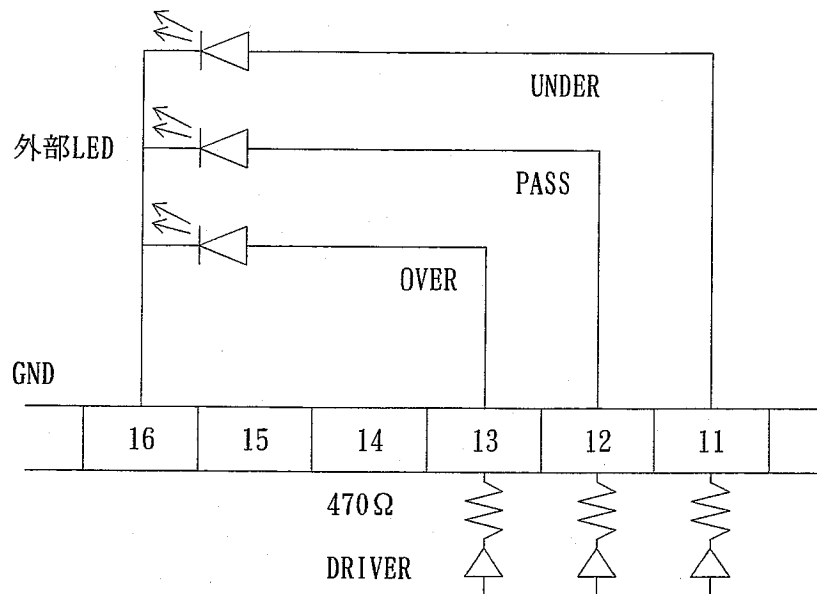 UNDER
外部LED
PASS
OVER
GND
16 15 14 13 12 11
470Ω
DRIVER